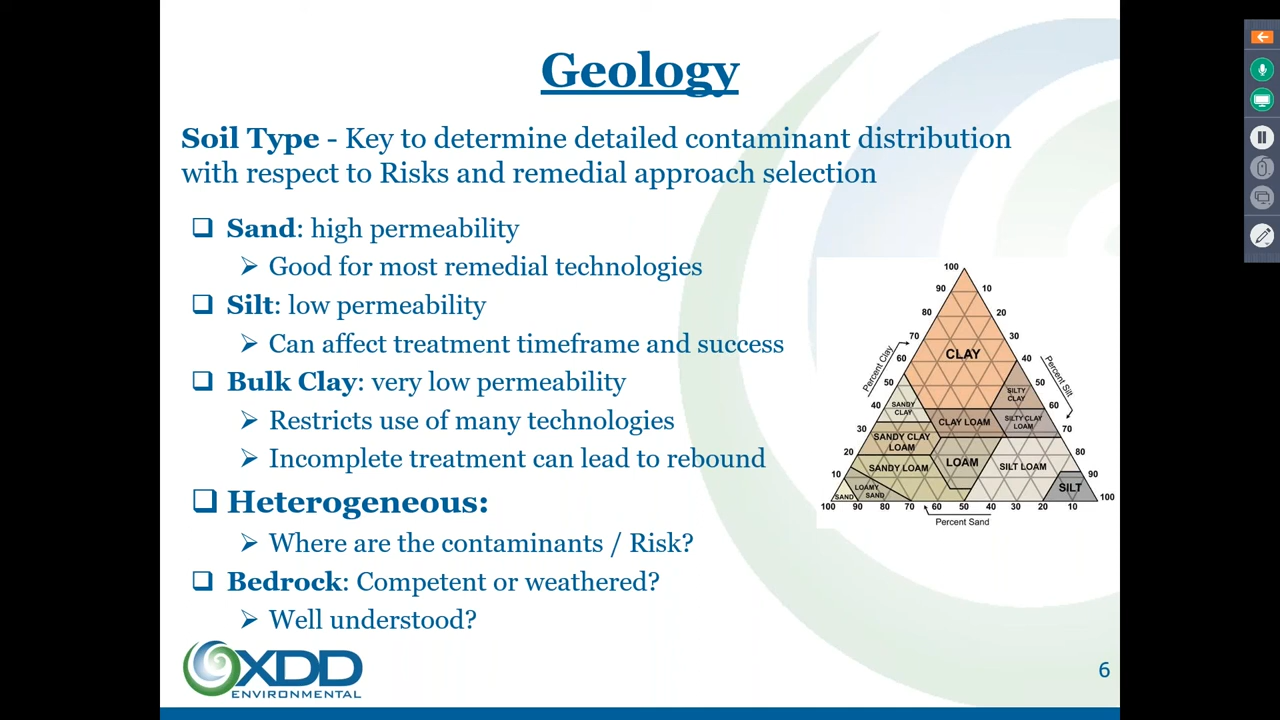 Geology
Soil Type - Key to determine detailed contaminant distribution
with respect to Risks and remedial approach selection
Sand: high permeability
Good for most remedial technologies
Silt: low permeability
Can affect treatment timeframe and success
Bulk Clay: very low permeability
Restricts use of many technologies
Incomplete treatment can lead to rebound
Heterogeneous:
Where are the contaminants / Risk?
Bedrock: Competent or weathered?
Well understood?
100
90 10
80 20
70 30
60 40
50 50
40 60
30 70
20 80
10 90
100
Percent Clay
Percent Silt
CLAY
SILTY
CLAY
SANDY
CLAY
CLAY LOAM
SILTY CLAY
LOAM
SANDY CLAY
LOAM
LOAM
SANDY LOAM
SILT LOAM
SILT
LOAMY
SAND
SAND
100 90 80 70 60 50 40 30 20 10
Percent Sand
XDD
ENVIRONMENTAL
6